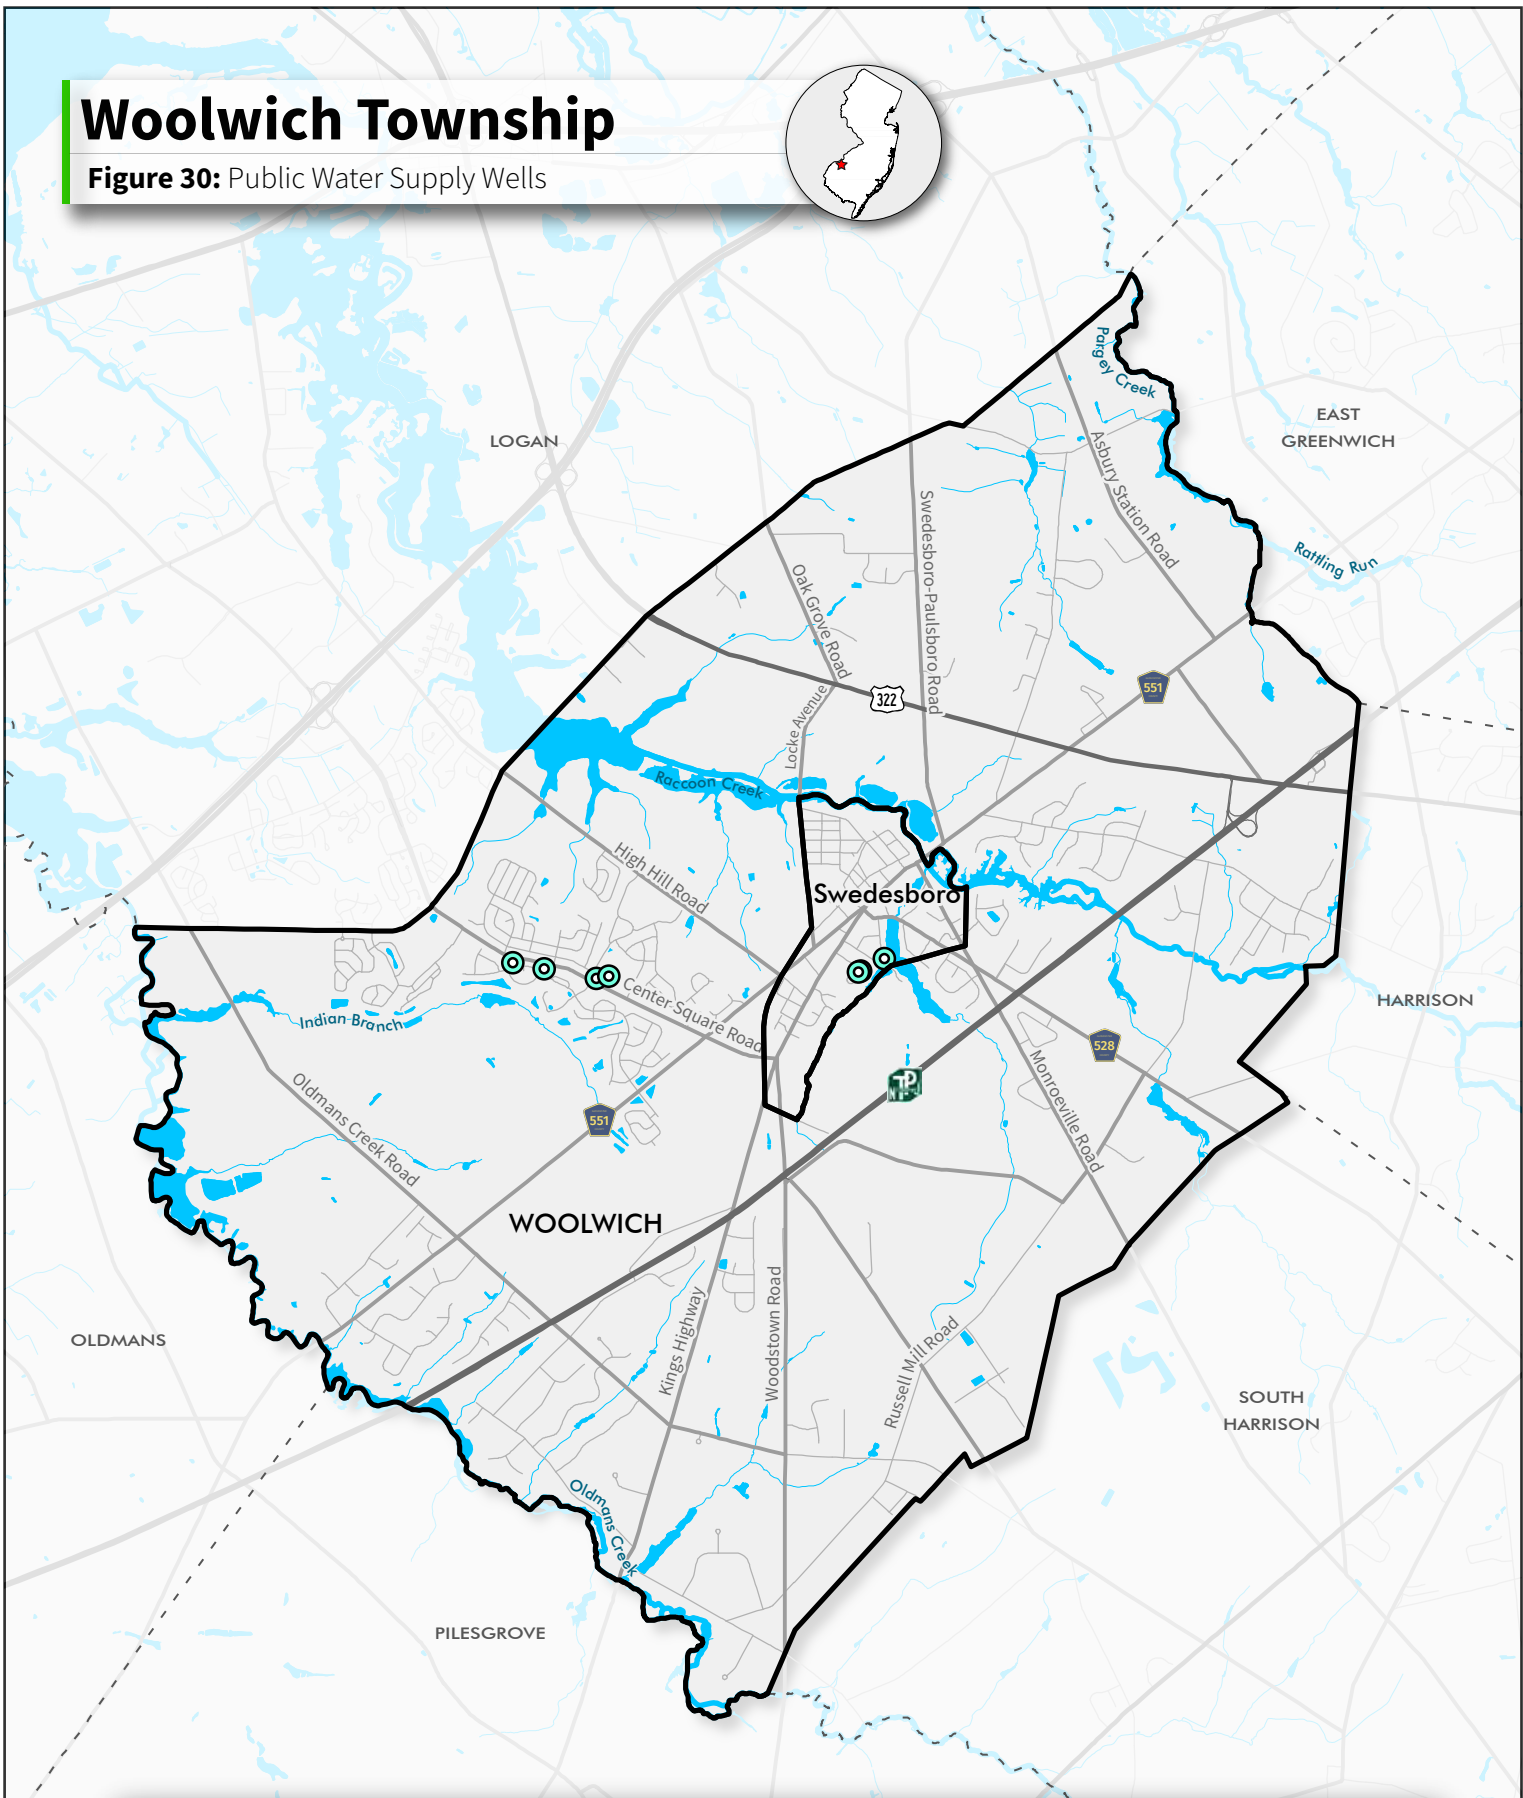 Woolwich Township
Figure 30: Public Water Supply Wells
Pargey Creek
EAST
GREENWICH
LOGAN
Asbury Station Road
Swedesboro-Paulsboro Road
Rattling Run
Oak Grove Road
551
322
Locke Avenue
Raccoon Creek
High Hill Road
Swedesboro
Center Square Road
HARRISON
Indian Branch
528
Monroeville Road
TP
Oldmans Creek Road
551
WOOLWICH
Kings Highway
Woodstown Road
Russell Mill Road
OLDMANS
SOUTH
HARRISON
Oldmans Creek
PILESGROVE